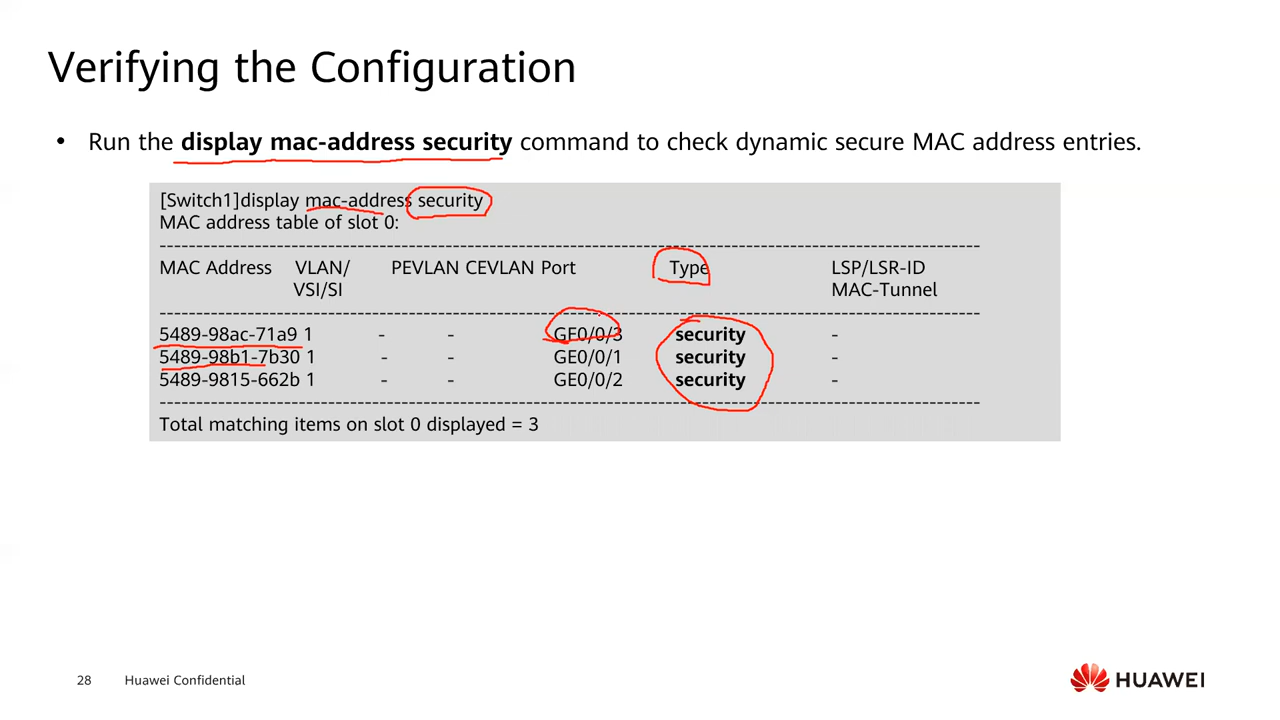 Verifying the Configuration
• Run the display mac-address security command to check dynamic secure MAC address entries.
[Switch1]display mac-address security
MAC address table of slot 0:
-------------------------------------------------------------------------------
MAC Address VLAN/ PEVLAN CEVLAN Port Type LSP/LSR-ID
VSI/SI MAC-Tunnel
-------------------------------------------------------------------------------
5489-98ac-71a9 1 - - GE0/0/3 security -
5489-98b1-7b30 1 - - GE0/0/1 security -
5489-9815-662b 1 - - GE0/0/2 security -
-------------------------------------------------------------------------------
Total matching items on slot 0 displayed = 3
28 Huawei Confidential
HUAWEI